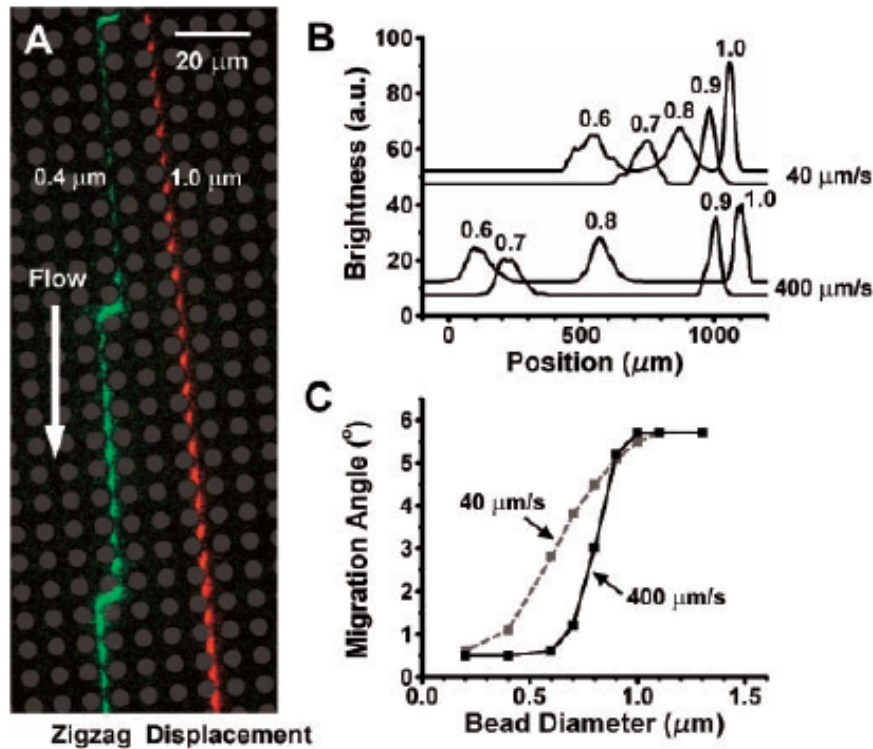 A
20 μm
0.4 μm
1.0 μm
Flow
Zigzag Displacement
B
Brightness (a.u.)
100
80
60
40
20
0
0.6
0.7
0.8
0.9
1.0
40 μm/s
0.6
0.7
0.8
0.9
1.0
400 μm/s
0
500
1000
Position (μm)
C
Migration Angle (°)
6
5
4
3
2
1
0
40 μm/s
400 μm/s
0.0
0.5
1.0
1.5
Bead Diameter (μm)